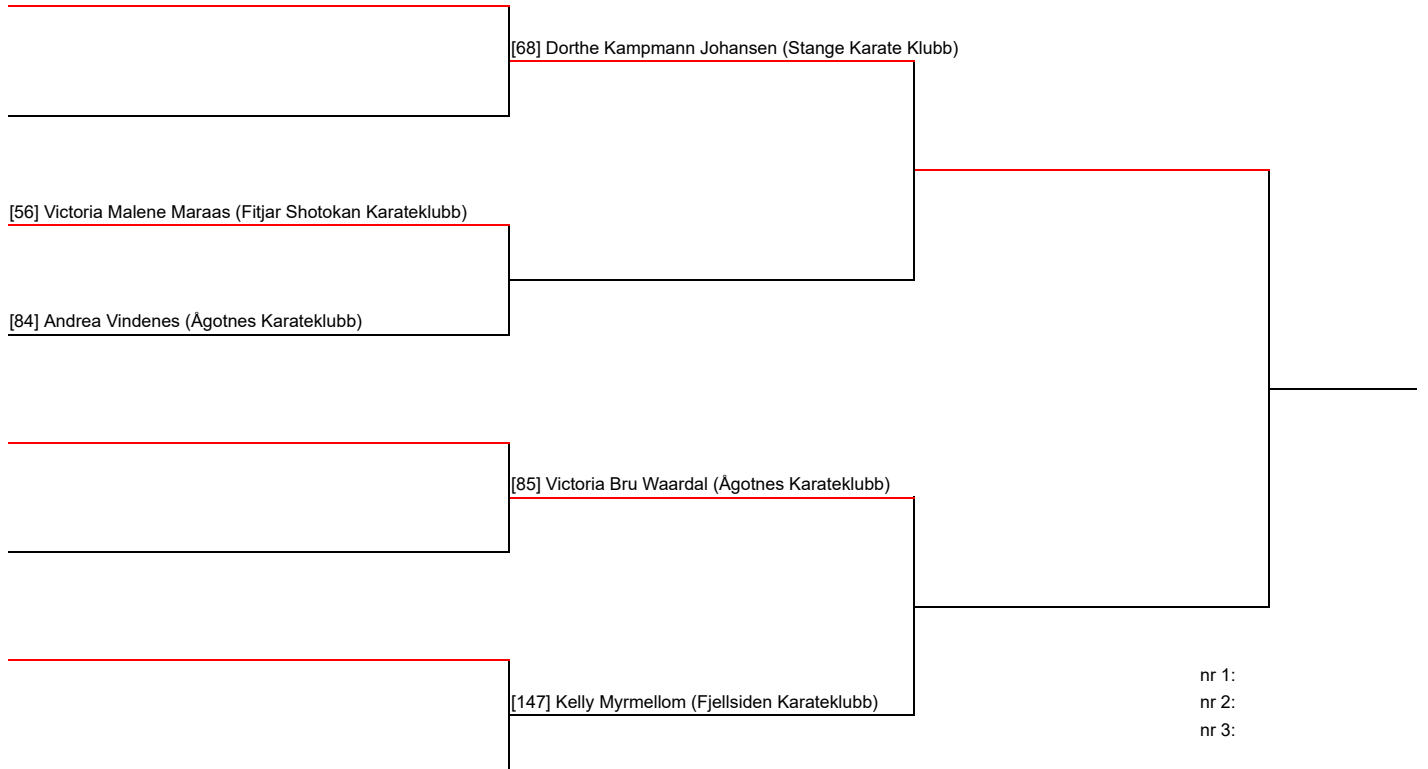 [68] Dorthe Kampmann Johansen (Stange Karate Klubb)
[56] Victoria Malene Maraas (Fitjar Shotokan Karateklubb)
[84] Andrea Vindenes (Ågotnes Karateklubb)
[85] Victoria Bru Waardal (Ågotnes Karateklubb)
[147] Kelly Myrmellom (Fjellsiden Karateklubb)
nr 1:
nr 2:
nr 3: